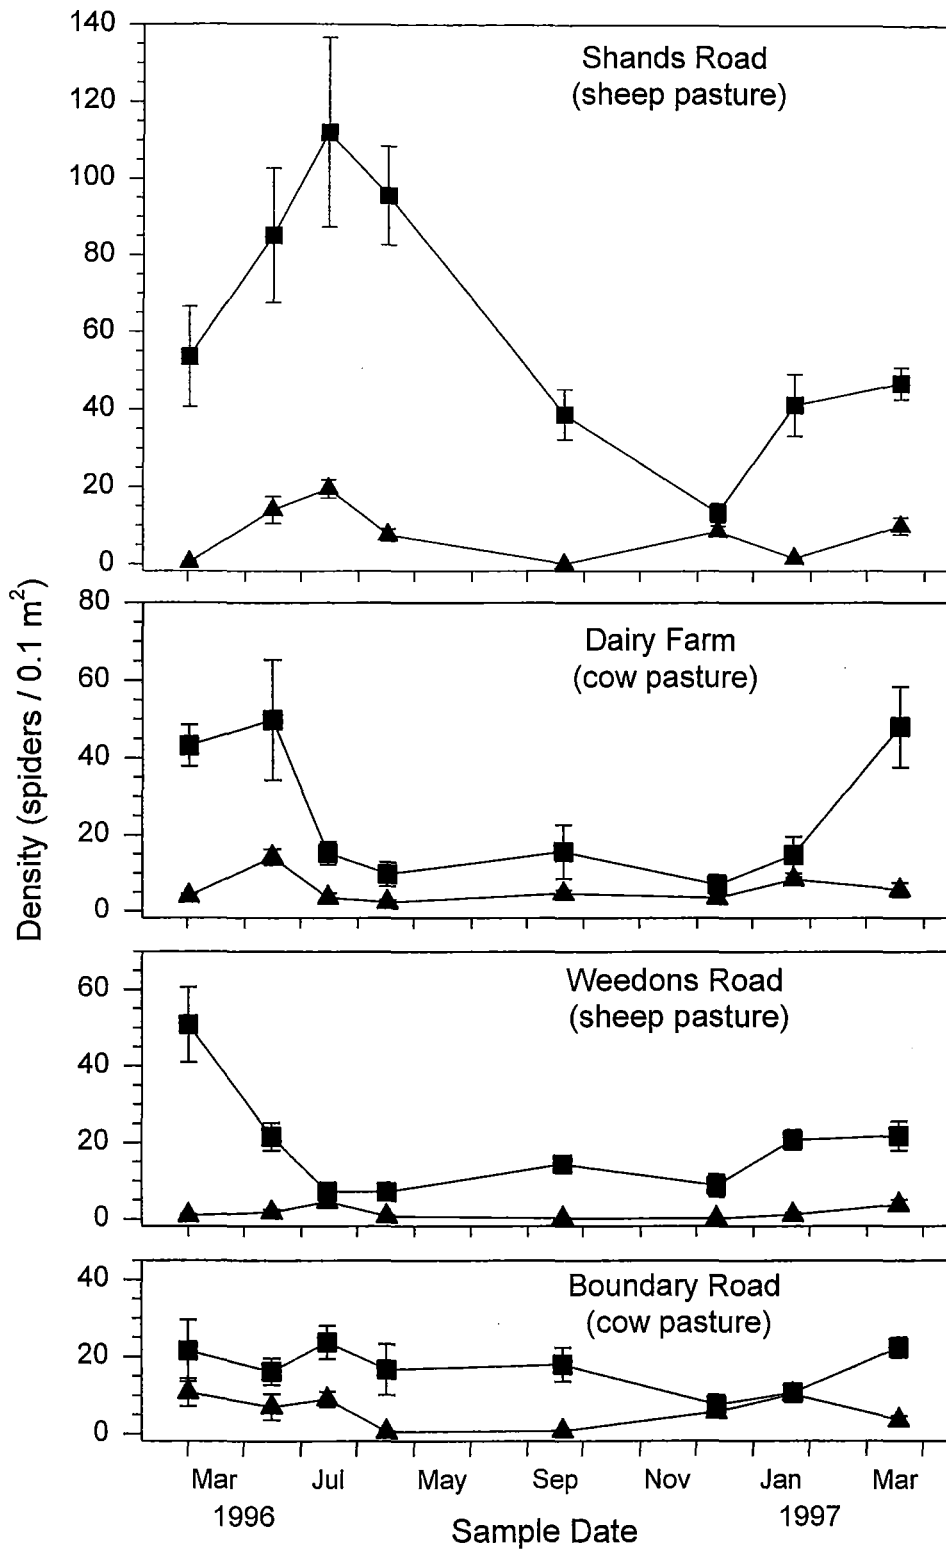 Density (spiders / 0.1 m²)
140
120
100
80
60
40
20
0
Shands Road
(sheep pasture)
80
60
40
20
0
Dairy Farm
(cow pasture)
60
40
20
0
Weedons Road
(sheep pasture)
40
20
0
Boundary Road
(cow pasture)
Mar Jul May Sep Nov Jan Mar
1996 1997
Sample Date